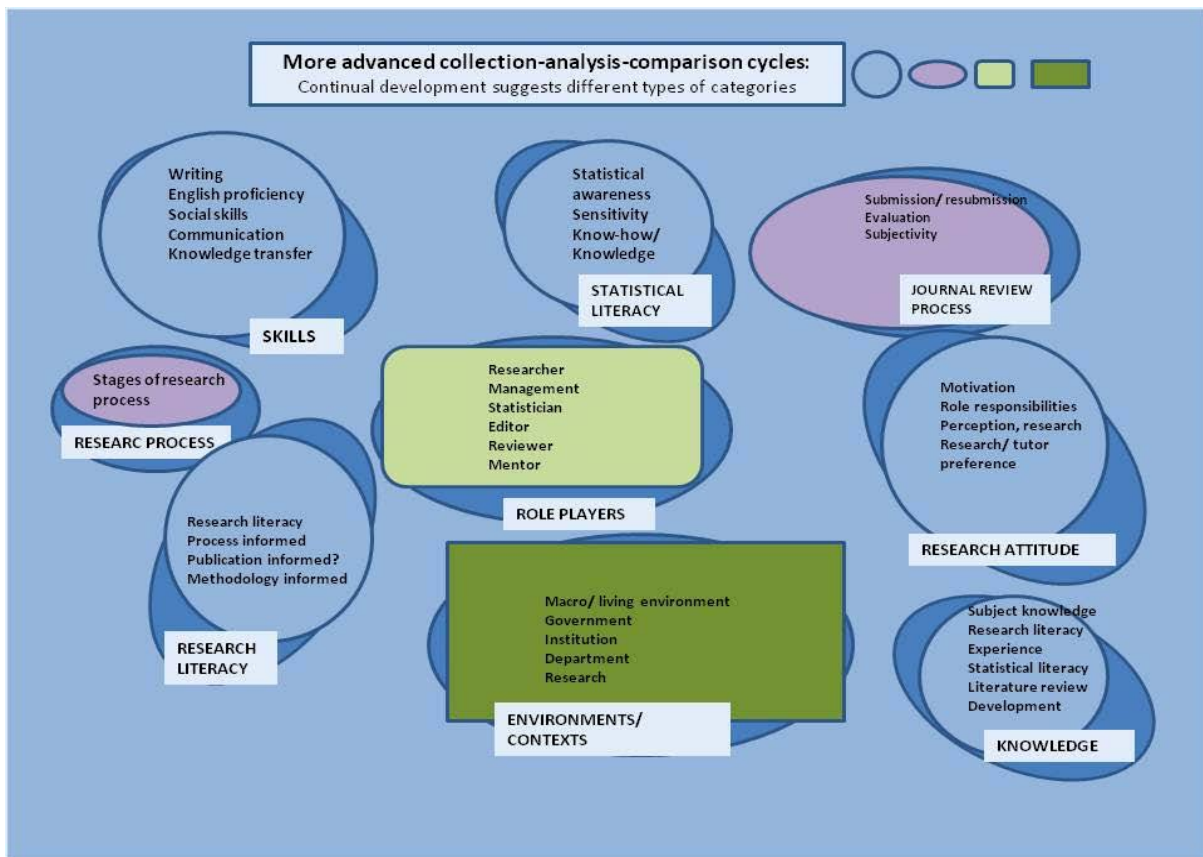 More advanced collection-analysis-comparison cycles:
Continual development suggests different types of categories
Writing
English proficiency
Social skills
Communication
Knowledge transfer
SKILLS
Statistical
awareness
Sensitivity
Know-how/
Knowledge
STATISTICAL
LITERACY
Submission/ resubmission
Evaluation
Subjectivity
JOURNAL REVIEW
PROCESS
Stages of research
process
RESEARC PROCESS
Researcher
Management
Statistician
Editor
Reviewer
Mentor
ROLE PLAYERS
Motivation
Role responsibilities
Perception, research
Research/ tutor
preference
RESEARCH ATTITUDE
Research literacy
Process informed
Publication informed?
Methodology informed
RESEARCH
LITERACY
Macro/ living environment
Government
Institution
Department
Research
ENVIRONMENTS/
CONTEXTS
Subject knowledge
Research literacy
Experience
Statistical literacy
Literature review
Development
KNOWLEDGE